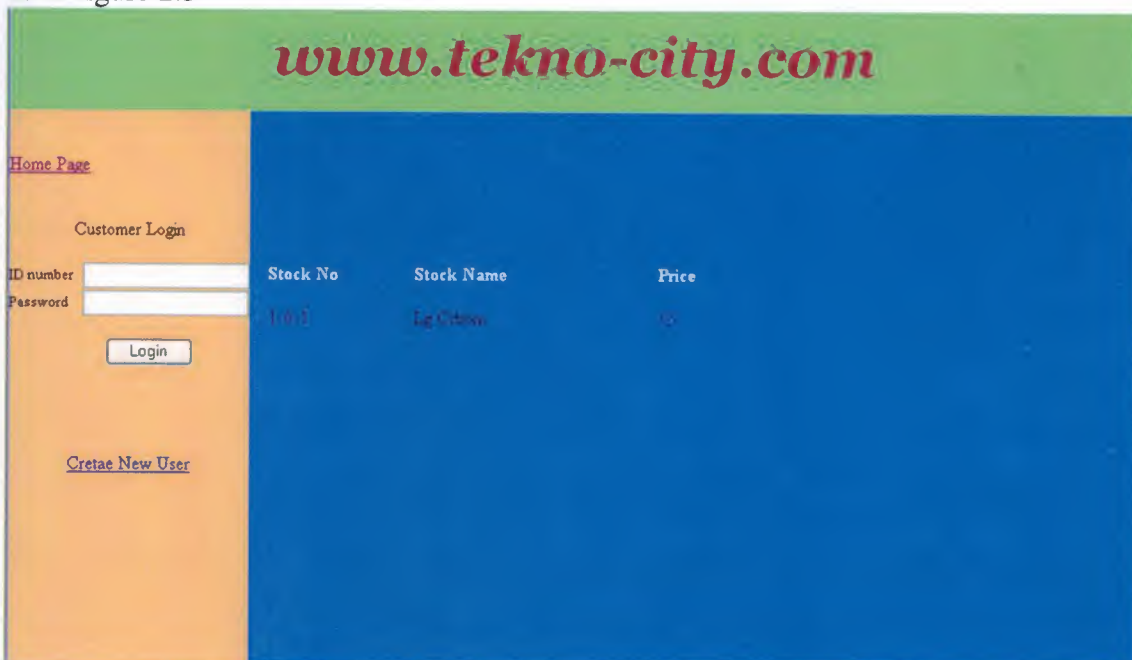 www.tekno-city.com
Home Page
Customer Login
ID number
Password
Login
Cretae New User
Stock No Stock Name Price
Lg